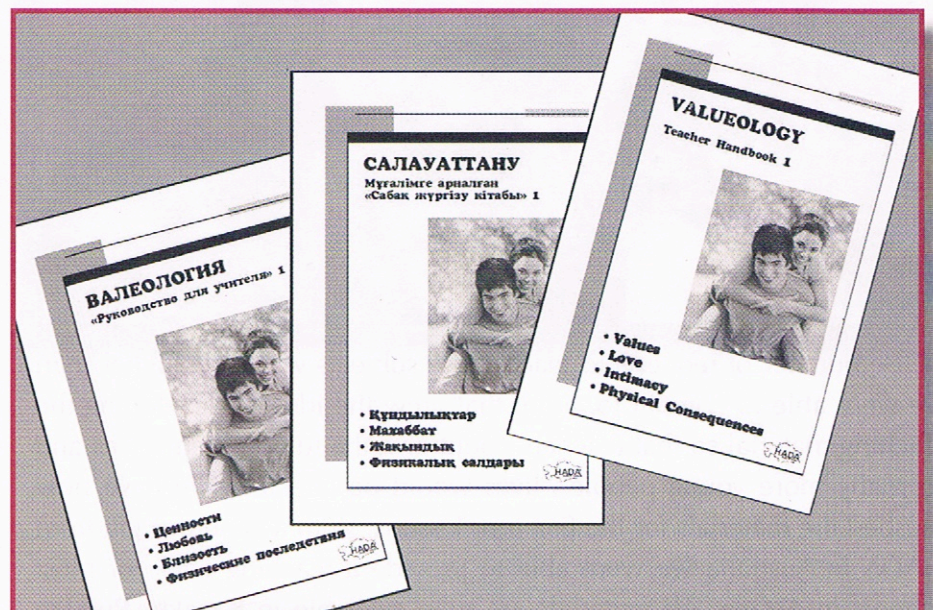 ВАЛЕОЛОГИЯ
«Руководство для учителя» 1
• Ценности
• Любовь
• Близость
• Физические последствия
HADA
САЛАУАТТАНУ
Мұғалімге арналған
«Сабақ жүргізу кітабы» 1
• Құндылықтар
• Махаббат
• Жақындық
• Физикалық салдары
HADA
VALUEOLOGY
Teacher Handbook 1
• Values
• Love
• Intimacy
• Physical Consequences
HADA